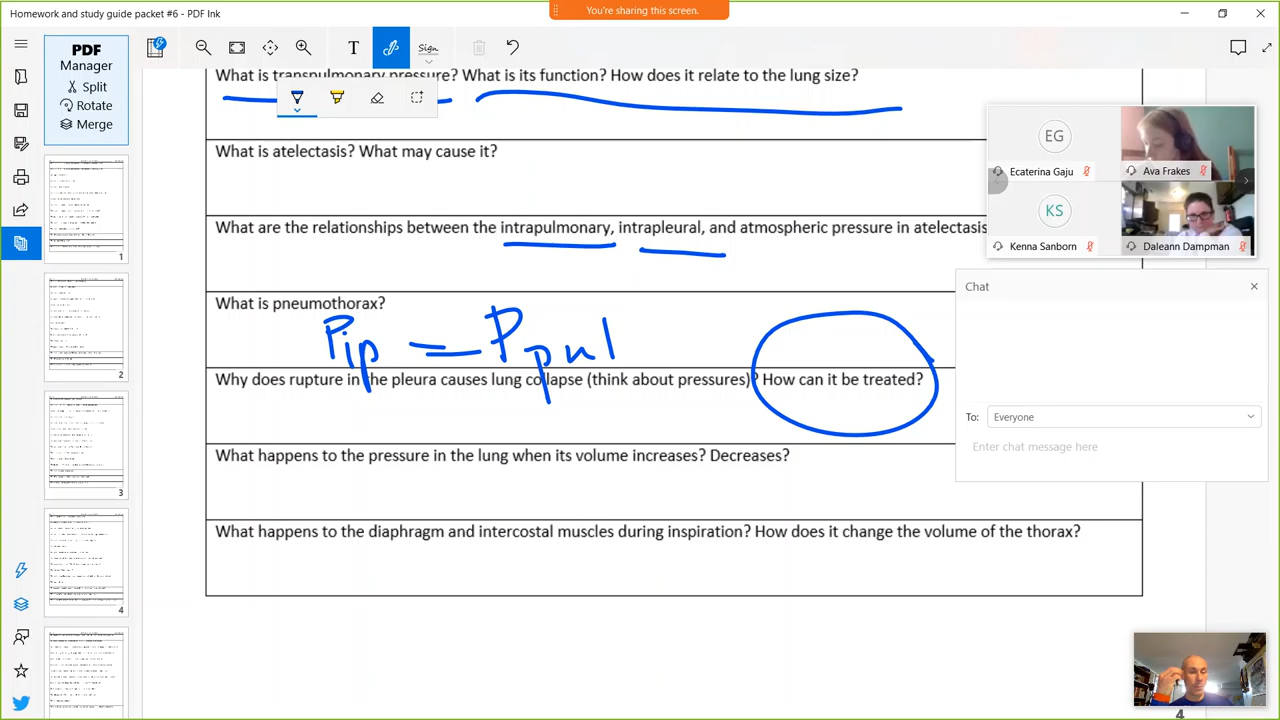 Homework and study guide packet #6 - PDF Ink
You're sharing this screen.
PDF
Manager
Split
Rotate
Merge
T
Sign
What is transpulmonary pressure? What is its function? How does it relate to the lung size?
What is atelectasis? What may cause it?
What are the relationships between the intrapulmonary, intrapleural, and atmospheric pressure in atelectasis
What is pneumothorax?
Pip = Ppul
Why does rupture in the pleura causes lung collapse (think about pressures)? How can it be treated?
What happens to the pressure in the lung when its volume increases? Decreases?
What happens to the diaphragm and intercostal muscles during inspiration? How does it change the volume of the thorax?
1
2
3
4
EG
Ecaterina Gaju
Ava Frakes
KS
Kenna Sanborn
Daleann Dampman
Chat
To: Everyone
Enter chat message here
4